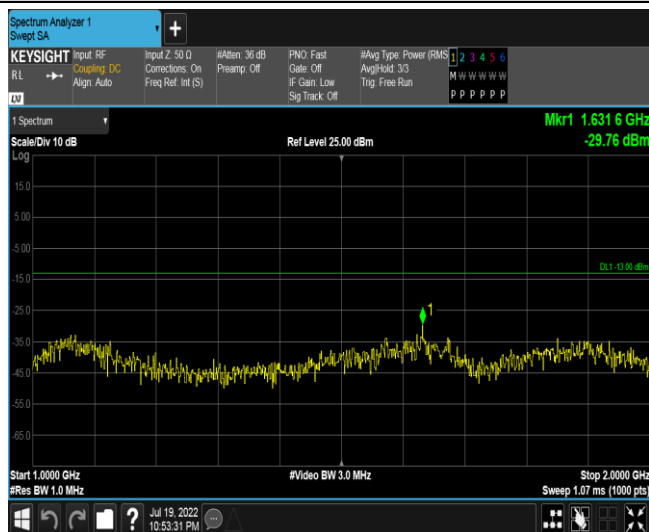 Spectrum Analyzer 1
Swept SA
+
KEYSIGHT Input: RF Input Z: 50 Ω #Atten: 36 dB PNO: Fast #Avg Type: Power (RMS 1 2 3 4 5 6
RL Coupling: DC Corrections: On Preamp: Off Gate: Off Avg|Hold: 3/3 M W W W W W
Align: Auto Freq Ref: Int (S) IF Gain: Low Trig: Free Run
Sig Track: Off P P P P P P
LXI
1 Spectrum
Mkr1 1.631 6 GHz
Scale/Div 10 dB Ref Level 25.00 dBm -29.76 dBm
Log
15.0
5.00
-5.00
DL1 -13.00 dBm
-15.0
-25.0
1
-35.0
-45.0
-55.0
-65.0
Start 1.0000 GHz #Video BW 3.0 MHz Stop 2.0000 GHz
#Res BW 1.0 MHz Sweep 1.07 ms (1000 pts)
? Jul 19, 2022
10:53:31 PM